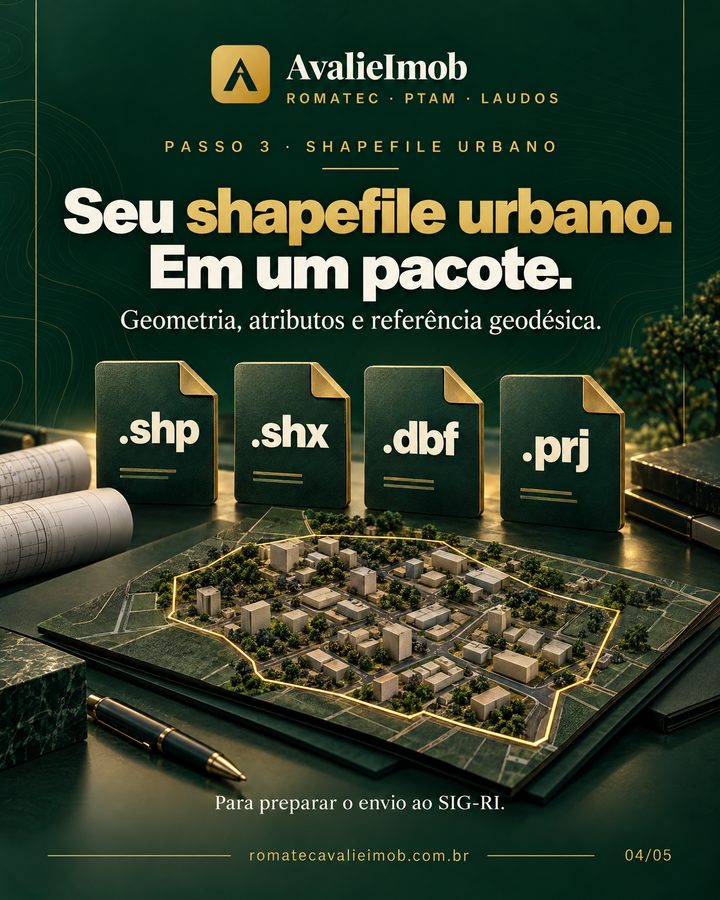 AvalieImob
ROMATEC · PTAM · LAUDOS
PASSO 3 · SHAPEFILE URBANO
Seu shapefile urbano.
Em um pacote.
Geometria, atributos e referência geodésica.
.shp
.shx
.dbf
.prj
Para preparar o envio ao SIG-RI.
romatecavalieimob.com.br
04/05